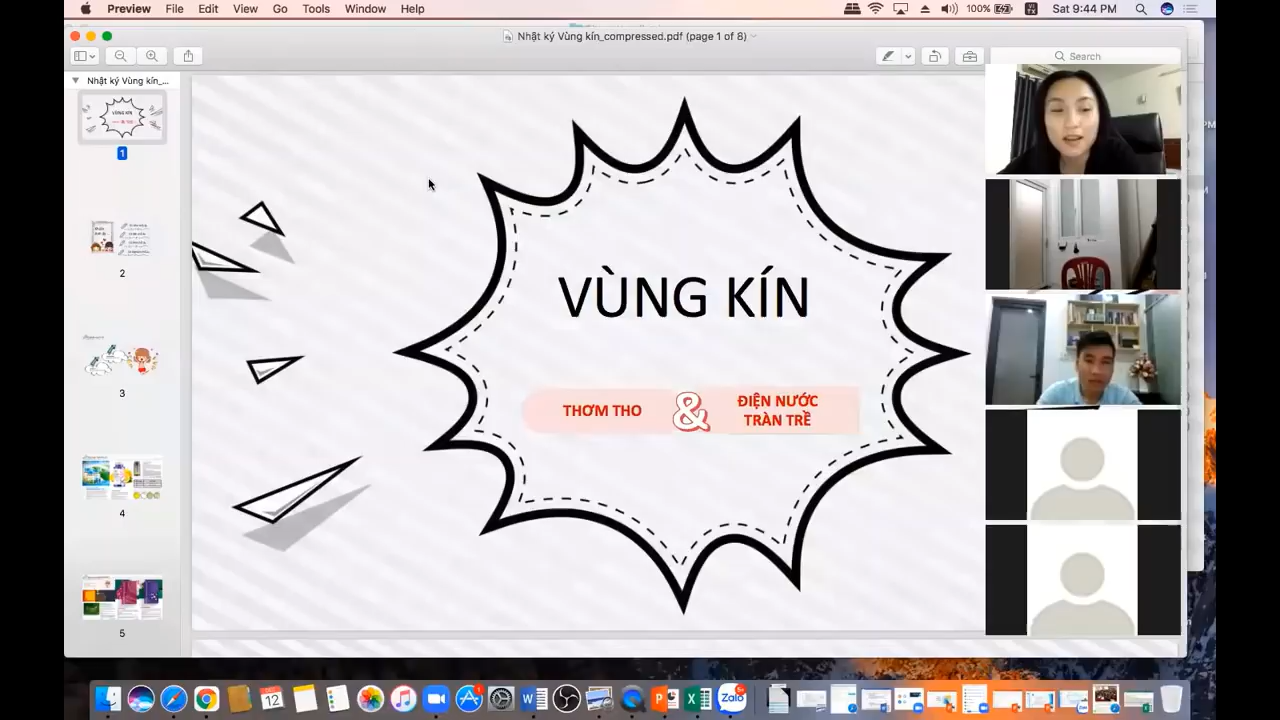 Preview File Edit View Go Tools Window Help
100% Sat 9:44 PM
Nhật ký Vùng kín_compressed.pdf (page 1 of 8)
Search
Nhật ký Vùng kín_...
VÙNG KÍN
THƠM THO & ĐIỆN NƯỚC
TRÀN TRỀ
1
2
3
4
5
12
Zalo